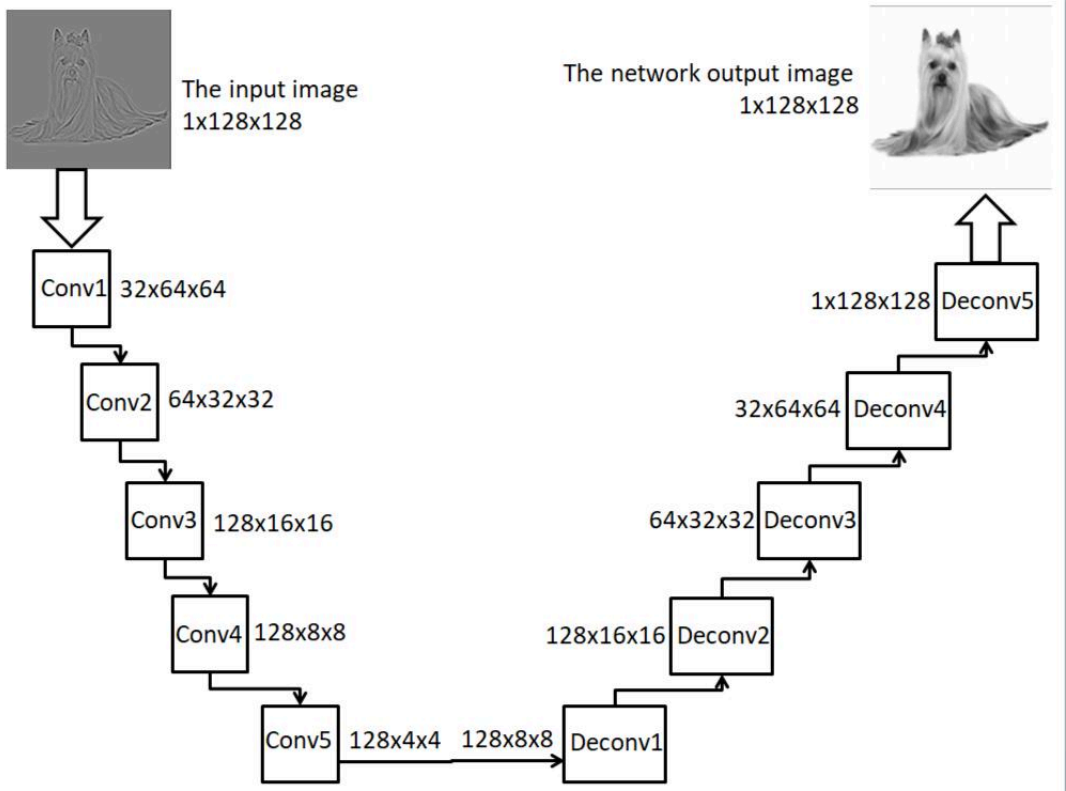 The input image
1x128x128
The network output image
1x128x128
Conv1 32x64x64
Conv2 64x32x32
Conv3 128x16x16
Conv4 128x8x8
Conv5 128x4x4
128x8x8 Deconv1
128x16x16 Deconv2
64x32x32 Deconv3
32x64x64 Deconv4
1x128x128 Deconv5